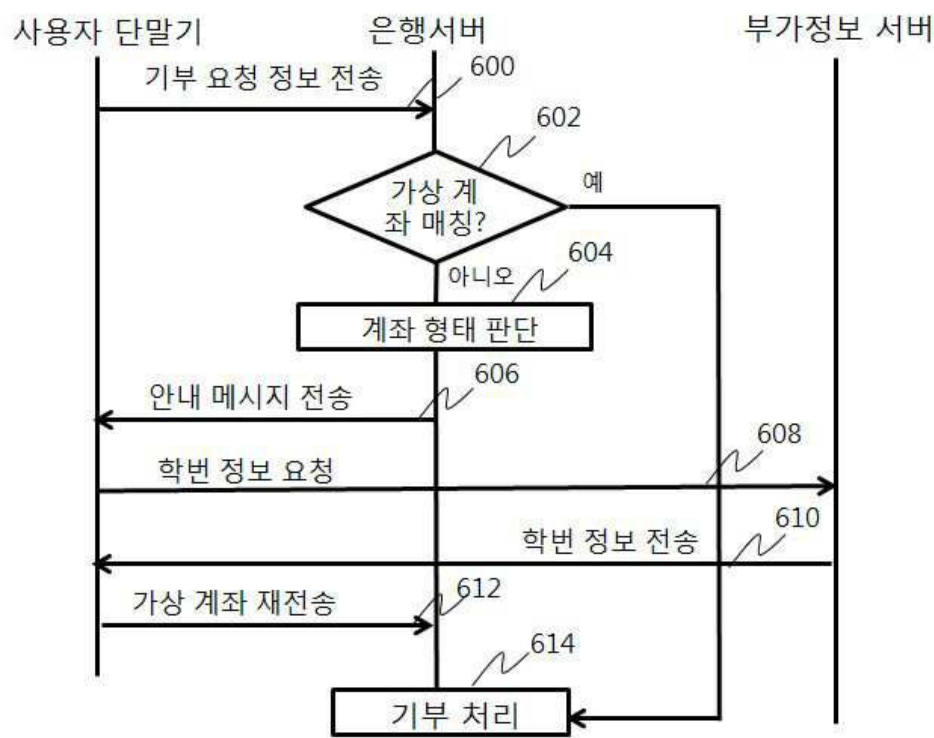 사용자 단말기
은행서버
부가정보 서버
기부 요청 정보 전송
600
602
가상 계
좌 매칭?
예
아니오
604
계좌 형태 판단
606
안내 메시지 전송
608
학번 정보 요청
610
학번 정보 전송
가상 계좌 재전송
612
614
기부 처리